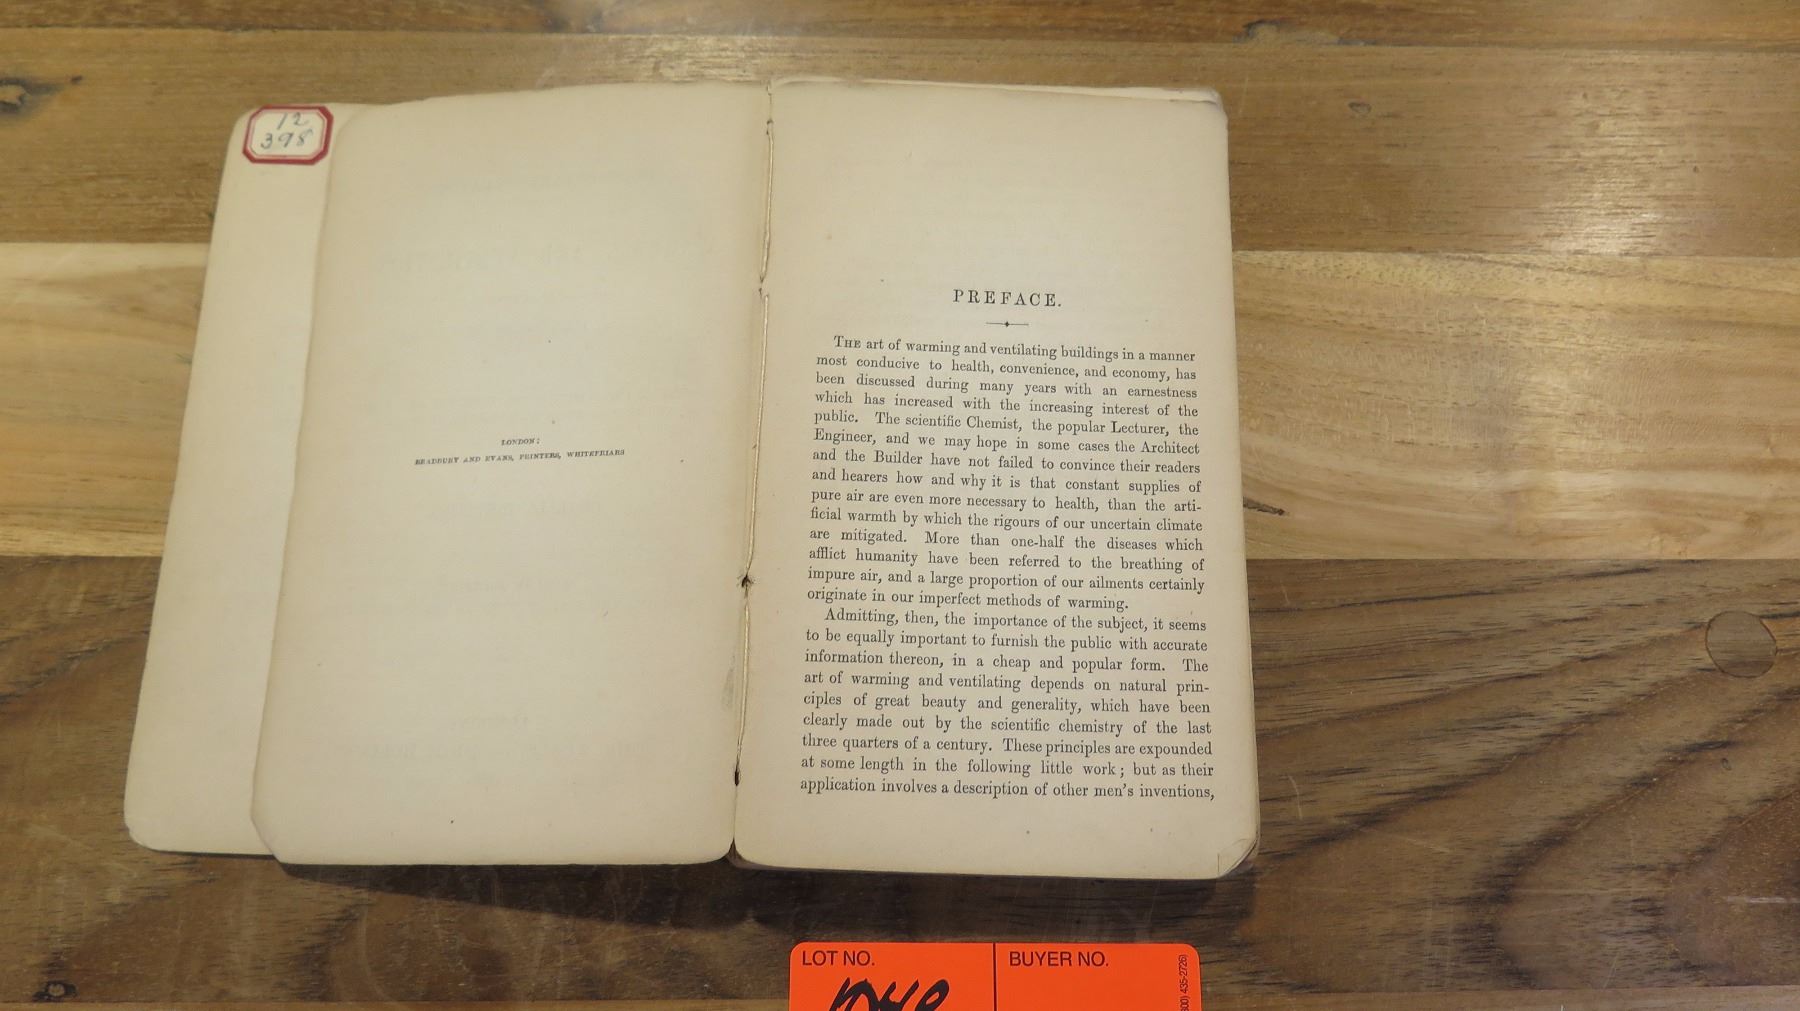 12
398
LONDON:
BRADBURY AND EVANS, PRINTERS, WHITEFRIARS
PREFACE.
THE art of warming and ventilating buildings in a manner
most conducive to health, convenience, and economy, has
been discussed during many years with an earnestness
which has increased with the increasing interest of the
public. The scientific Chemist, the popular Lecturer, the
Engineer, and we may hope in some cases the Architect
and the Builder have not failed to convince their readers
and hearers how and why it is that constant supplies of
pure air are even more necessary to health, than the arti-
ficial warmth by which the rigours of our uncertain climate
are mitigated. More than one-half the diseases which
afflict humanity have been referred to the breathing of
impure air, and a large proportion of our ailments certainly
originate in our imperfect methods of warming.
Admitting, then, the importance of the subject, it seems
to be equally important to furnish the public with accurate
information thereon, in a cheap and popular form. The
art of warming and ventilating depends on natural prin-
ciples of great beauty and generality, which have been
clearly made out by the scientific chemistry of the last
three quarters of a century. These principles are expounded
at some length in the following little work; but as their
application involves a description of other men's inventions,
LOT NO.
BUYER NO.
435-2726)